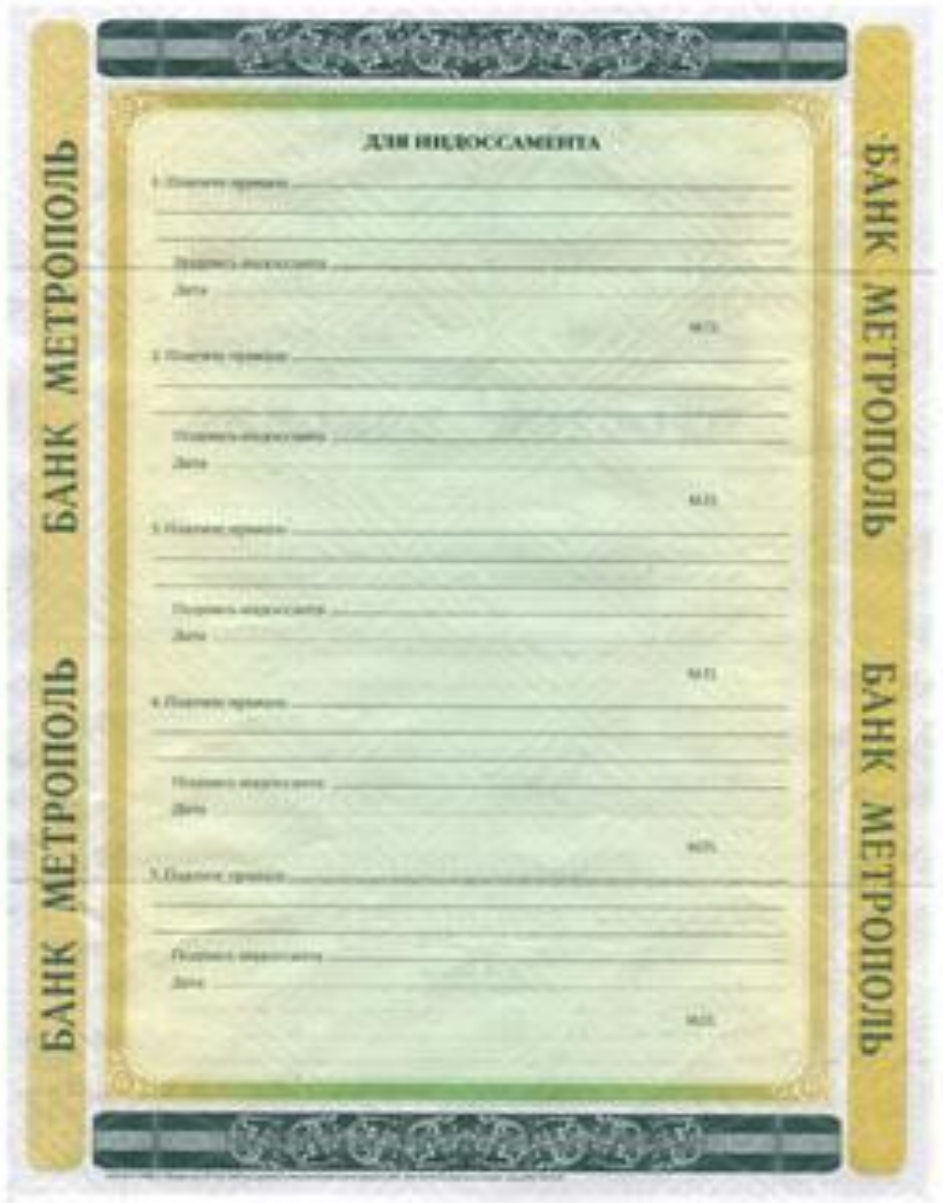 БАНК МЕТРОПОЛЬ БАНК МЕТРОПОЛЬ
ДЛЯ ИНДОССАМЕНТА
1. Платите приказу
Подпись индоссанта
Дата
М.П.
2. Платите приказу
Подпись индоссанта
Дата
М.П.
3. Платите приказу
Подпись индоссанта
Дата
М.П.
4. Платите приказу
Подпись индоссанта
Дата
М.П.
5. Платите приказу
Подпись индоссанта
Дата
М.П.
БАНК МЕТРОПОЛЬ БАНК МЕТРОПОЛЬ